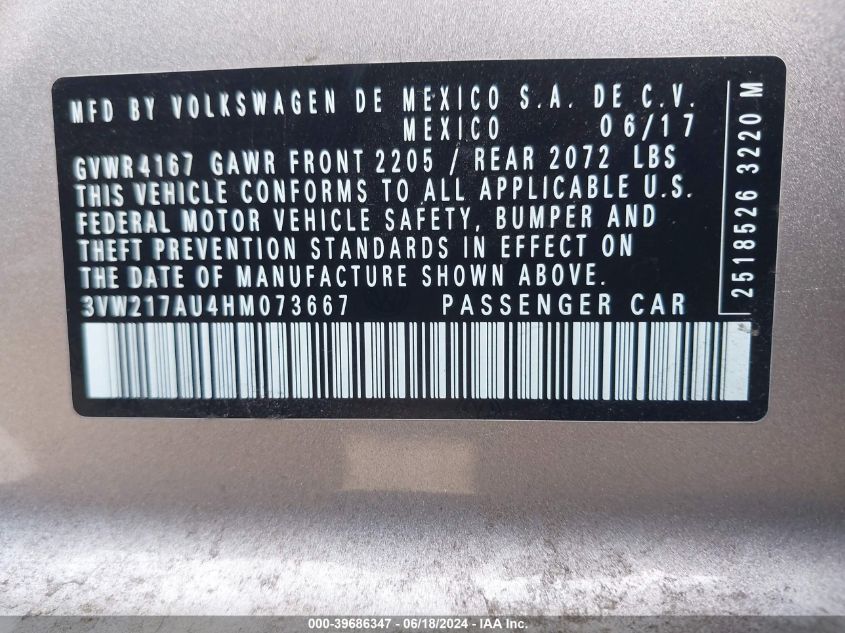 MFD BY VOLKSWAGEN DE MEXICO S.A. DE C.V.
MEXICO 06/17
GVWR 4167 GAWR FRONT 2205 / REAR 2072 LBS
THIS VEHICLE CONFORMS TO ALL APPLICABLE U.S.
FEDERAL MOTOR VEHICLE SAFETY, BUMPER AND
THEFT PREVENTION STANDARDS IN EFFECT ON
THE DATE OF MANUFACTURE SHOWN ABOVE.
3VW217AU4HM073667 PASSENGER CAR
2518526 3220 M
000-39686347 - 06/18/2024 - IAA Inc.